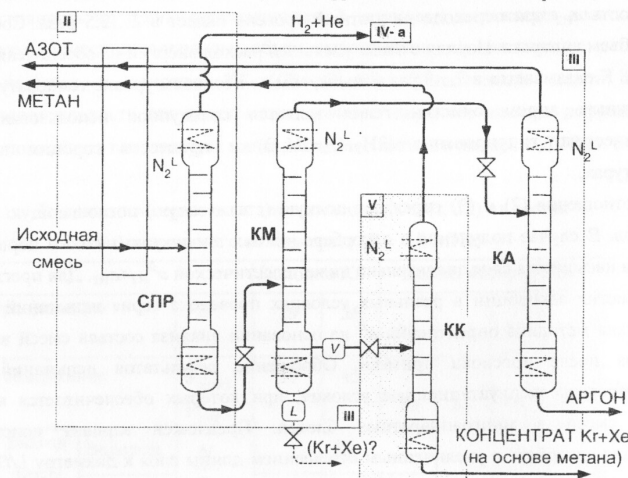 II
H₂+He
IV- a
III
АЗОТ
МЕТАН
N₂ᴸ
N₂ᴸ
N₂ᴸ
V
Исходная
смесь
N₂ᴸ
КМ
КА
СПР
КК
V
L
iii
(Kr+Xe)?
АРГОН
КОНЦЕНТРАТ Kr+Xe
(на основе метана)